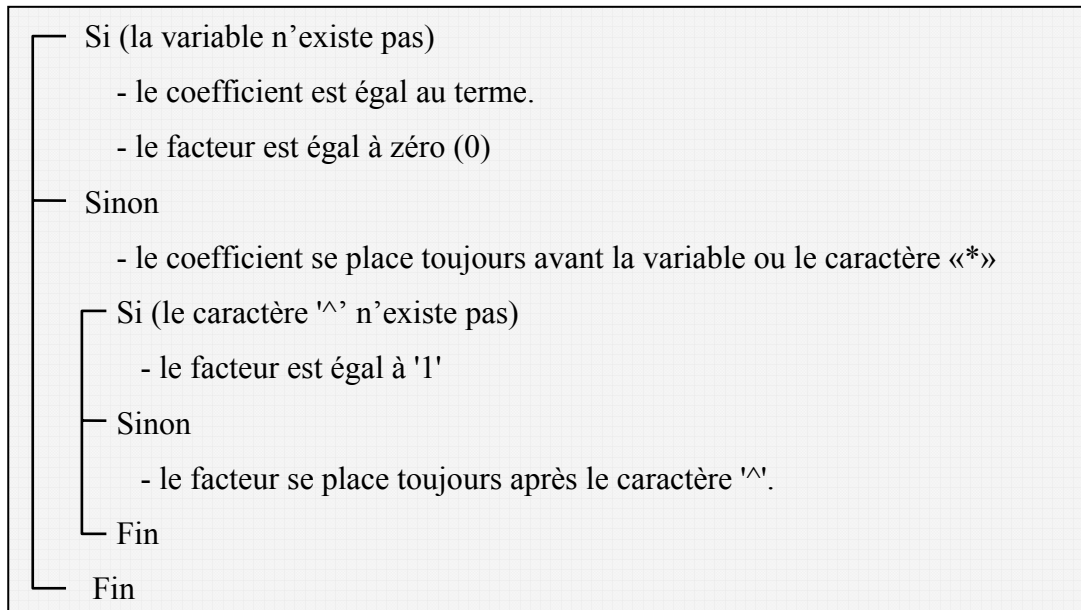 Si (la variable n’existe pas)
- le coefficient est égal au terme.
- le facteur est égal à zéro (0)
Sinon
- le coefficient se place toujours avant la variable ou le caractère «*»
Si (le caractère '^’ n’existe pas)
- le facteur est égal à '1'
Sinon
- le facteur se place toujours après le caractère '^'.
Fin
Fin